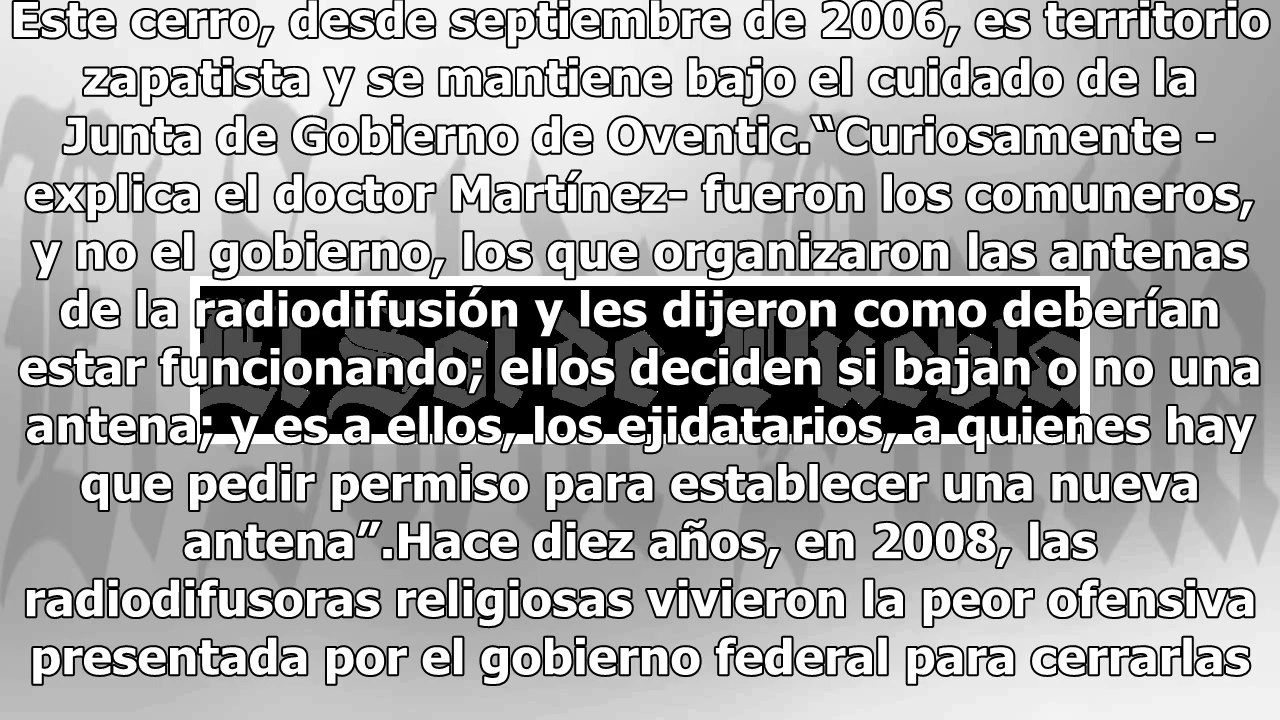 Este cerro, desde septiembre de 2006, es territorio
zapatista y se mantiene bajo el cuidado de la
Junta de Gobierno de Oventic.“Curiosamente -
explica el doctor Martínez- fueron los comuneros,
y no el gobierno, los que organizaron las antenas
de la radiodifusión y les dijeron como deberían
estar funcionando; ellos deciden si bajan o no una
antena; y es a ellos, los ejidatarios, a quienes hay
que pedir permiso para establecer una nueva
antena”.Hace diez años, en 2008, las
radiodifusoras religiosas vivieron la peor ofensiva
presentada por el gobierno federal para cerrarlas
El Sol de Puebla